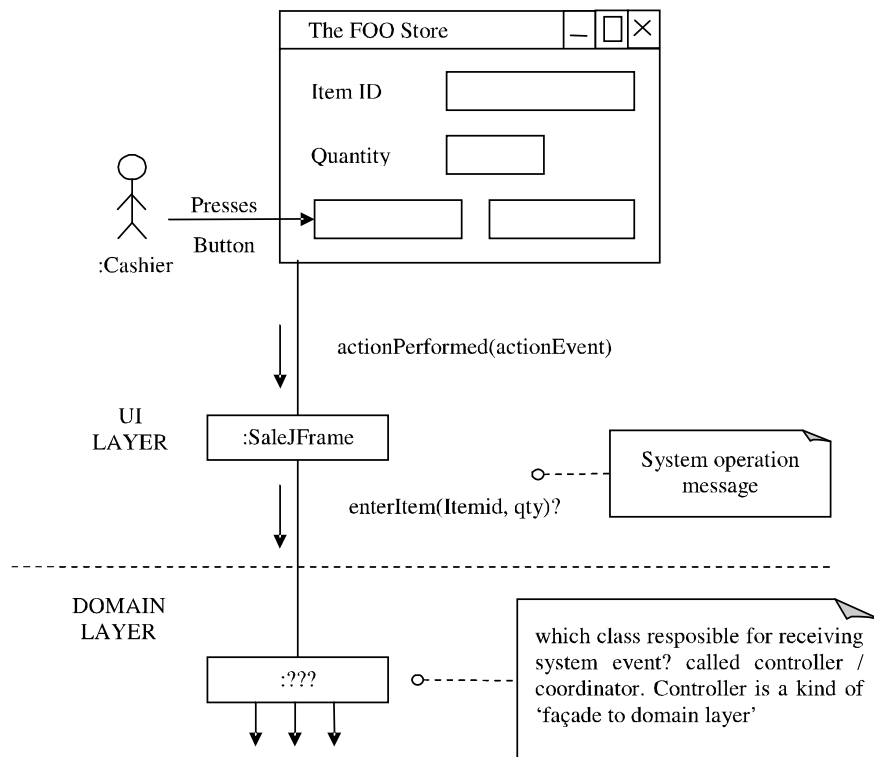 The FOO Store
Item ID
Quantity
Presses
Button
:Cashier
actionPerformed(actionEvent)
UI
LAYER
:SaleJFrame
System operation
message
enterItem(Itemid, qty)?
DOMAIN
LAYER
which class resposible for receiving
system event? called controller /
coordinator. Controller is a kind of
‘façade to domain layer’
:???